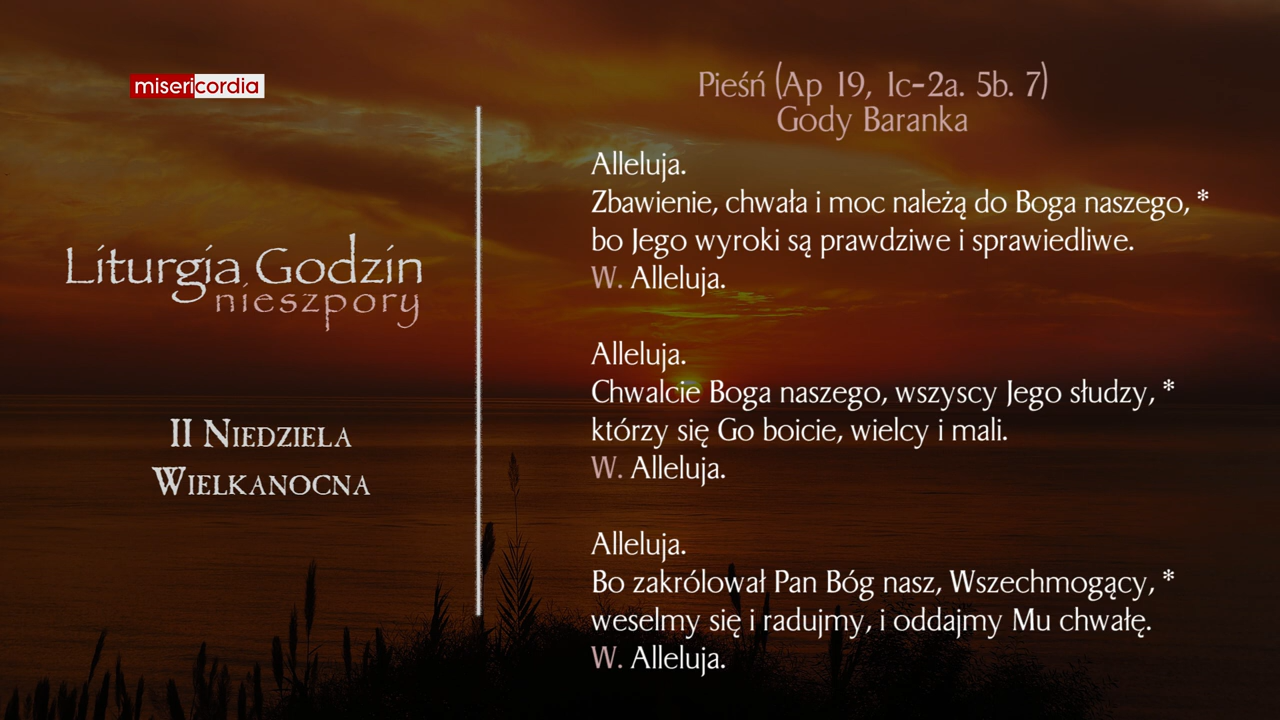 misericordia
Liturgia Godzin
nieszpory
II Niedziela
Wielkanocna
Pieśń (Ap 19, 1c-2a. 5b. 7)
Gody Baranka
Alleluja.
Zbawienie, chwała i moc należą do Boga naszego, *
bo Jego wyroki są prawdziwe i sprawiedliwe.
W. Alleluja.
Alleluja.
Chwalcie Boga naszego, wszyscy Jego słudzy, *
którzy się Go boicie, wielcy i mali.
W. Alleluja.
Alleluja.
Bo zakrólował Pan Bóg nasz, Wszechmogący, *
weselmy się i radujmy, i oddajmy Mu chwałę.
W. Alleluja.